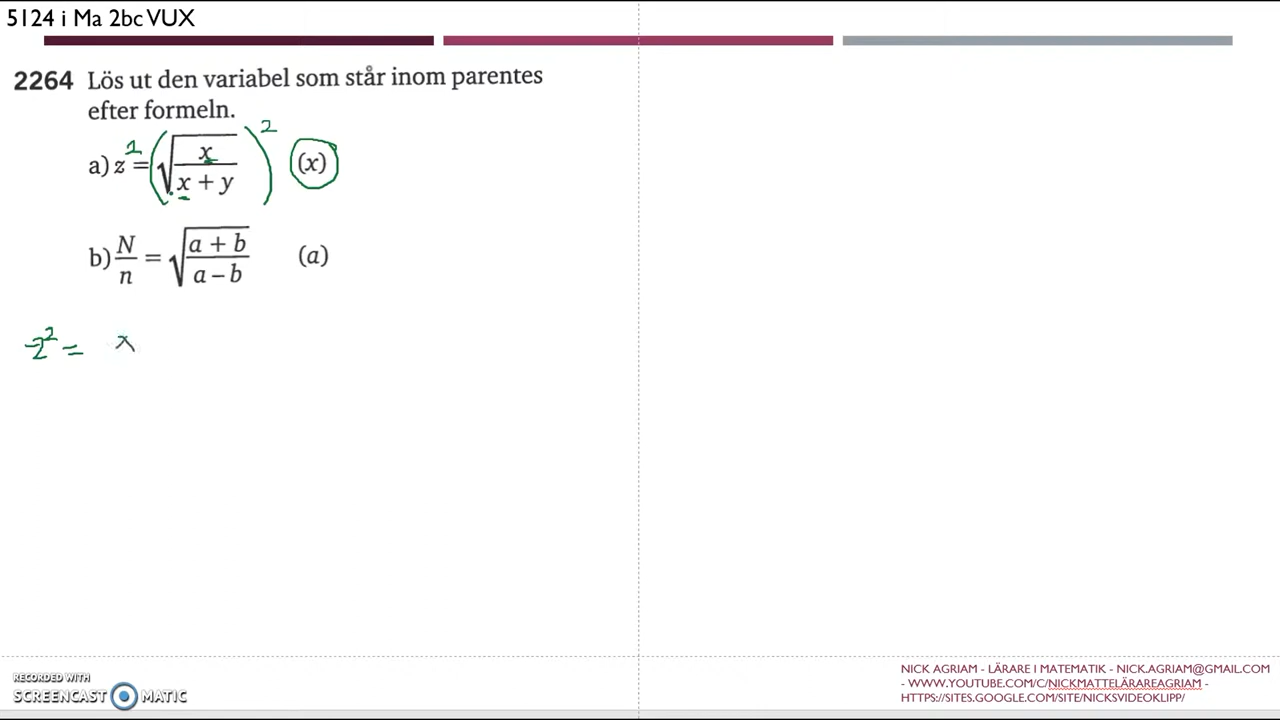 5124 i Ma 2bc VUX
2264 Lös ut den variabel som står inom parentes
efter formeln.
a) z² = (√(x/(x + y)))² (x)
b) N/n = √((a + b)/(a – b)) (a)
z² = x
RECORDED WITH
SCREENCAST MATIC
NICK AGRIAM - LÄRARE I MATEMATIK - NICK.AGRIAM@GMAIL.COM
- WWW.YOUTUBE.COM/C/NICKMATTELÄRAREAGRIAM -
HTTPS://SITES.GOOGLE.COM/SITE/NICKSVIDEOKLIPP/